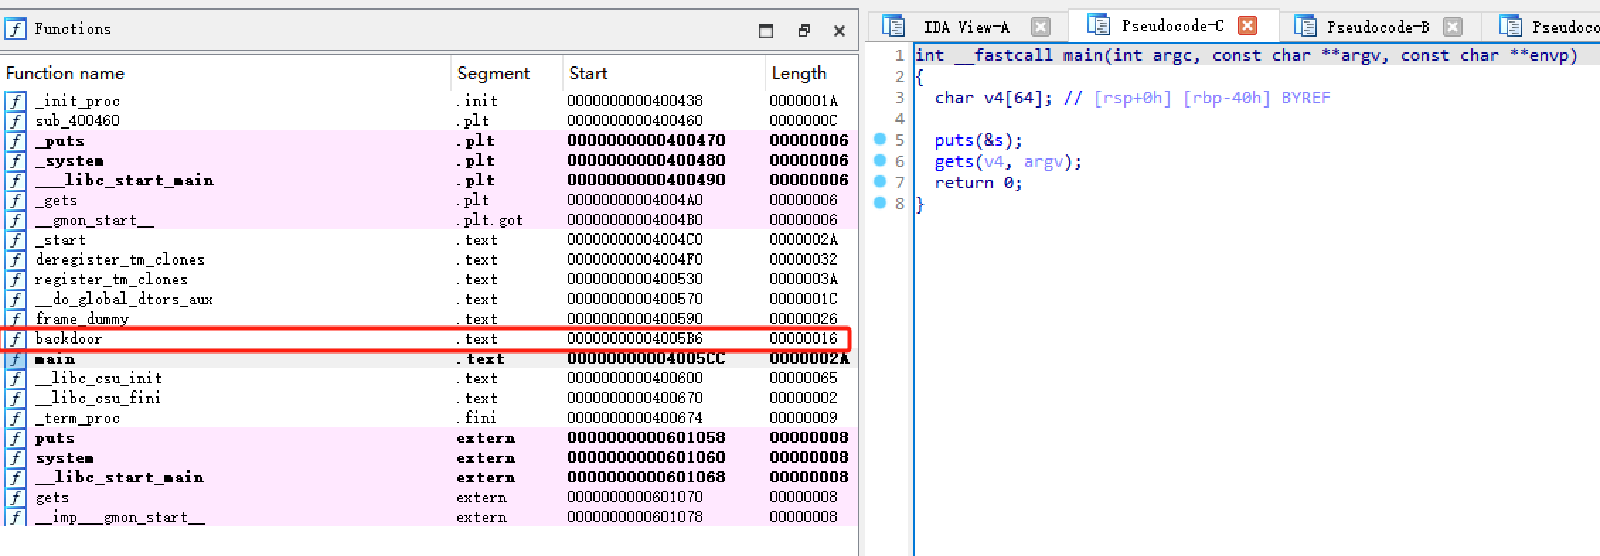 Functions
Function name Segment Start Length
_init_proc .init 0000000000400438 0000001A
sub_400460 .plt 0000000000400460 0000000C
_puts .plt 0000000000400470 00000006
_system .plt 0000000000400480 00000006
___libc_start_main .plt 0000000000400490 00000006
_gets .plt 00000000004004A0 00000006
__gmon_start__ .plt.got 00000000004004B0 00000006
_start .text 00000000004004C0 0000002A
deregister_tm_clones .text 00000000004004F0 00000032
register_tm_clones .text 0000000000400530 0000003A
__do_global_dtors_aux .text 0000000000400570 0000001C
frame_dummy .text 0000000000400590 00000026
backdoor .text 00000000004005B6 00000016
main .text 00000000004005CC 0000002A
__libc_csu_init .text 0000000000400600 00000065
__libc_csu_fini .text 0000000000400670 00000002
_term_proc .fini 0000000000400674 00000009
puts extern 0000000000601058 00000008
system extern 0000000000601060 00000008
__libc_start_main extern 0000000000601068 00000008
gets extern 0000000000601070 00000008
__imp___gmon_start__ extern 0000000000601078 00000008
IDA View-A Pseudocode-C Pseudocode-B Pseudoco
1 int __fastcall main(int argc, const char **argv, const char **envp)
2 {
3 char v4[64]; // [rsp+0h] [rbp-40h] BYREF
4
5 puts(&s);
6 gets(v4, argv);
7 return 0;
8 }